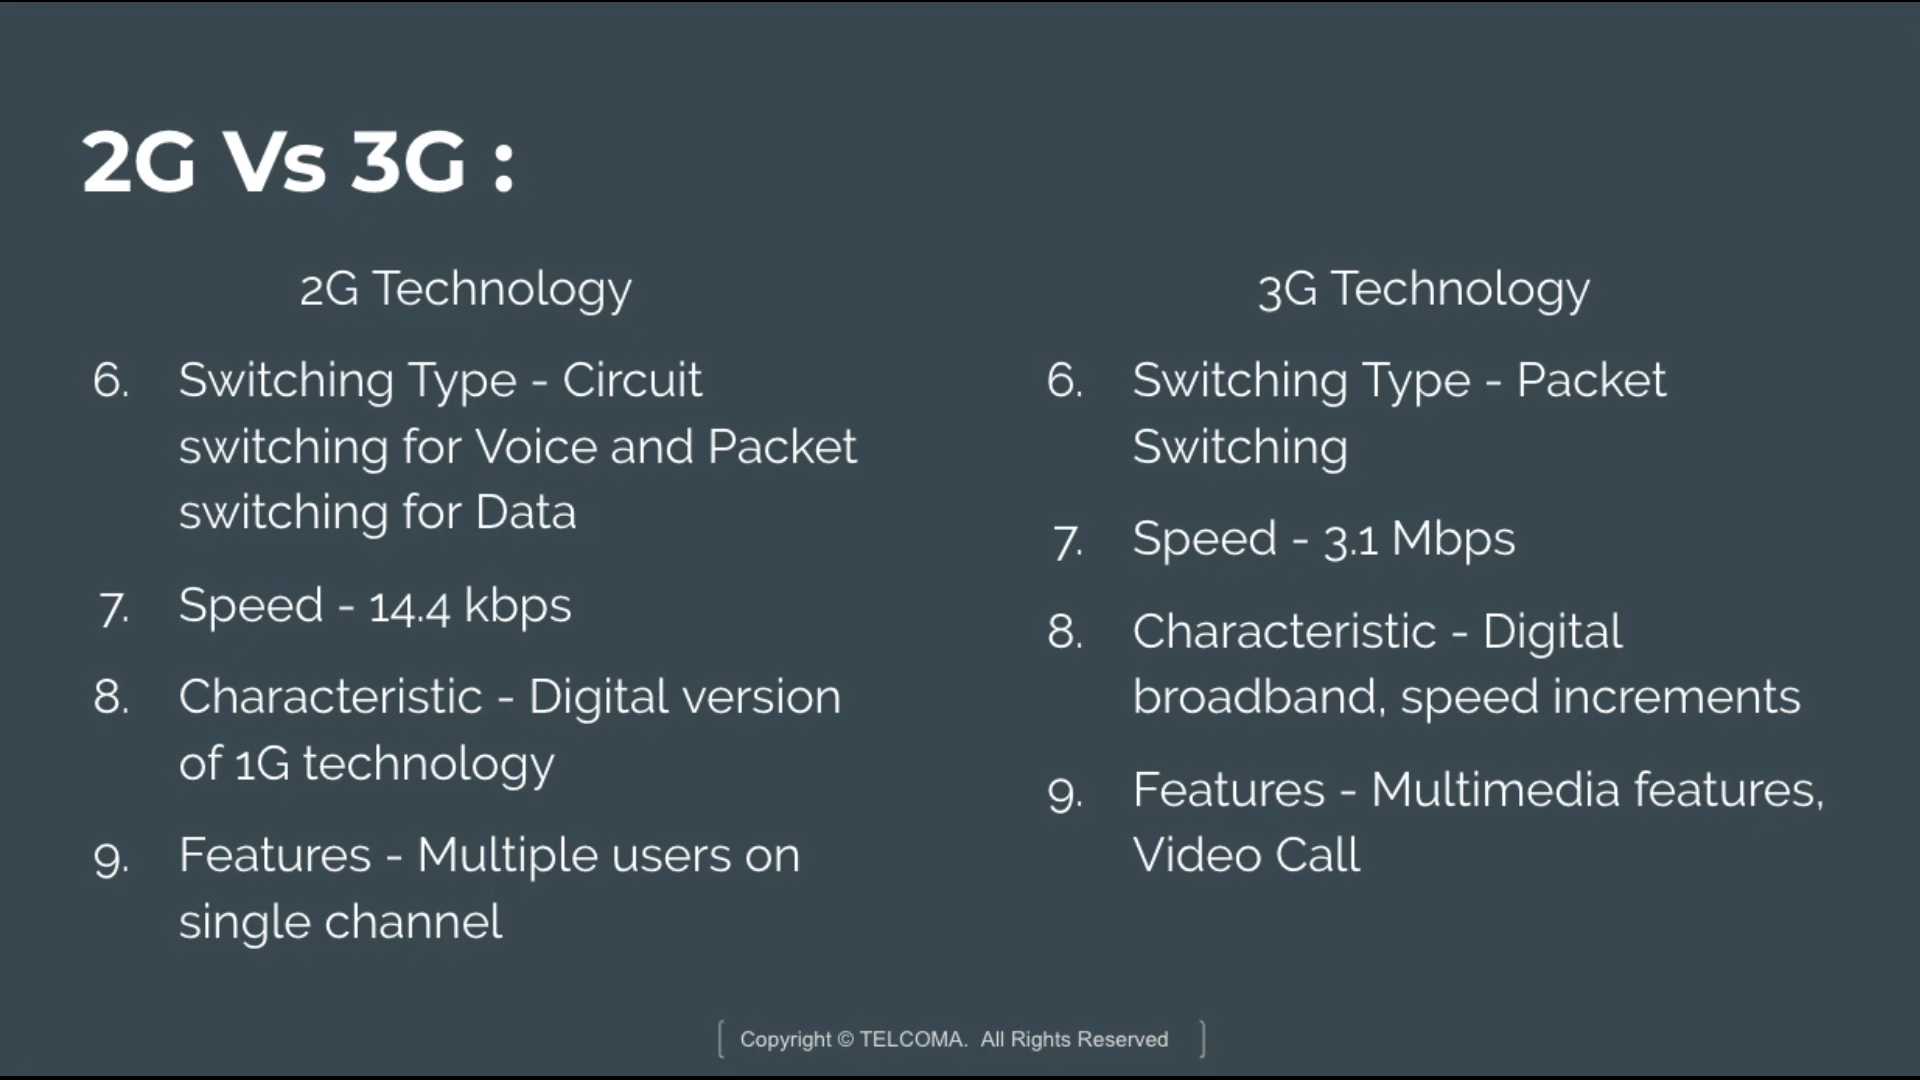 2G Vs 3G :
2G Technology
6. Switching Type - Circuit
switching for Voice and Packet
switching for Data
7. Speed - 14.4 kbps
8. Characteristic - Digital version
of 1G technology
9. Features - Multiple users on
single channel
3G Technology
6. Switching Type - Packet
Switching
7. Speed - 3.1 Mbps
8. Characteristic - Digital
broadband, speed increments
9. Features - Multimedia features,
Video Call
Copyright © TELCOMA. All Rights Reserved